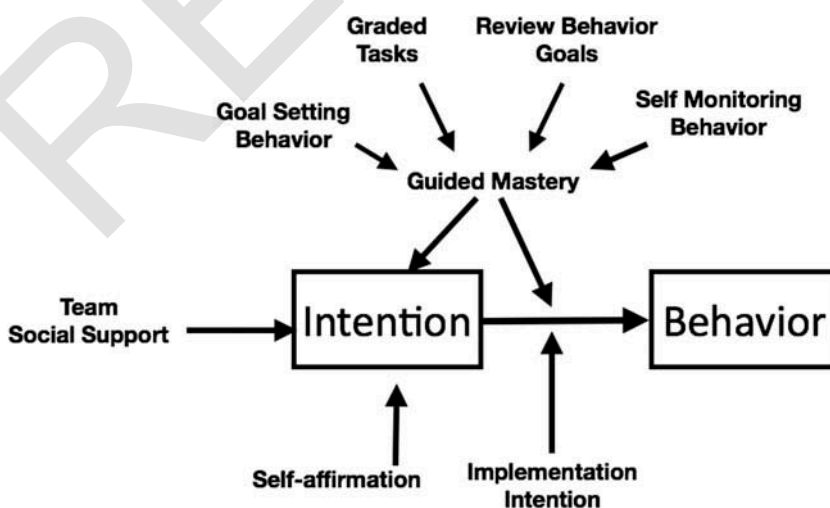 Graded
Tasks
Review Behavior
Goals
Goal Setting
Behavior
Self Monitoring
Behavior
Guided Mastery
Team
Social Support
Intention
Behavior
Self-affirmation
Implementation
Intention